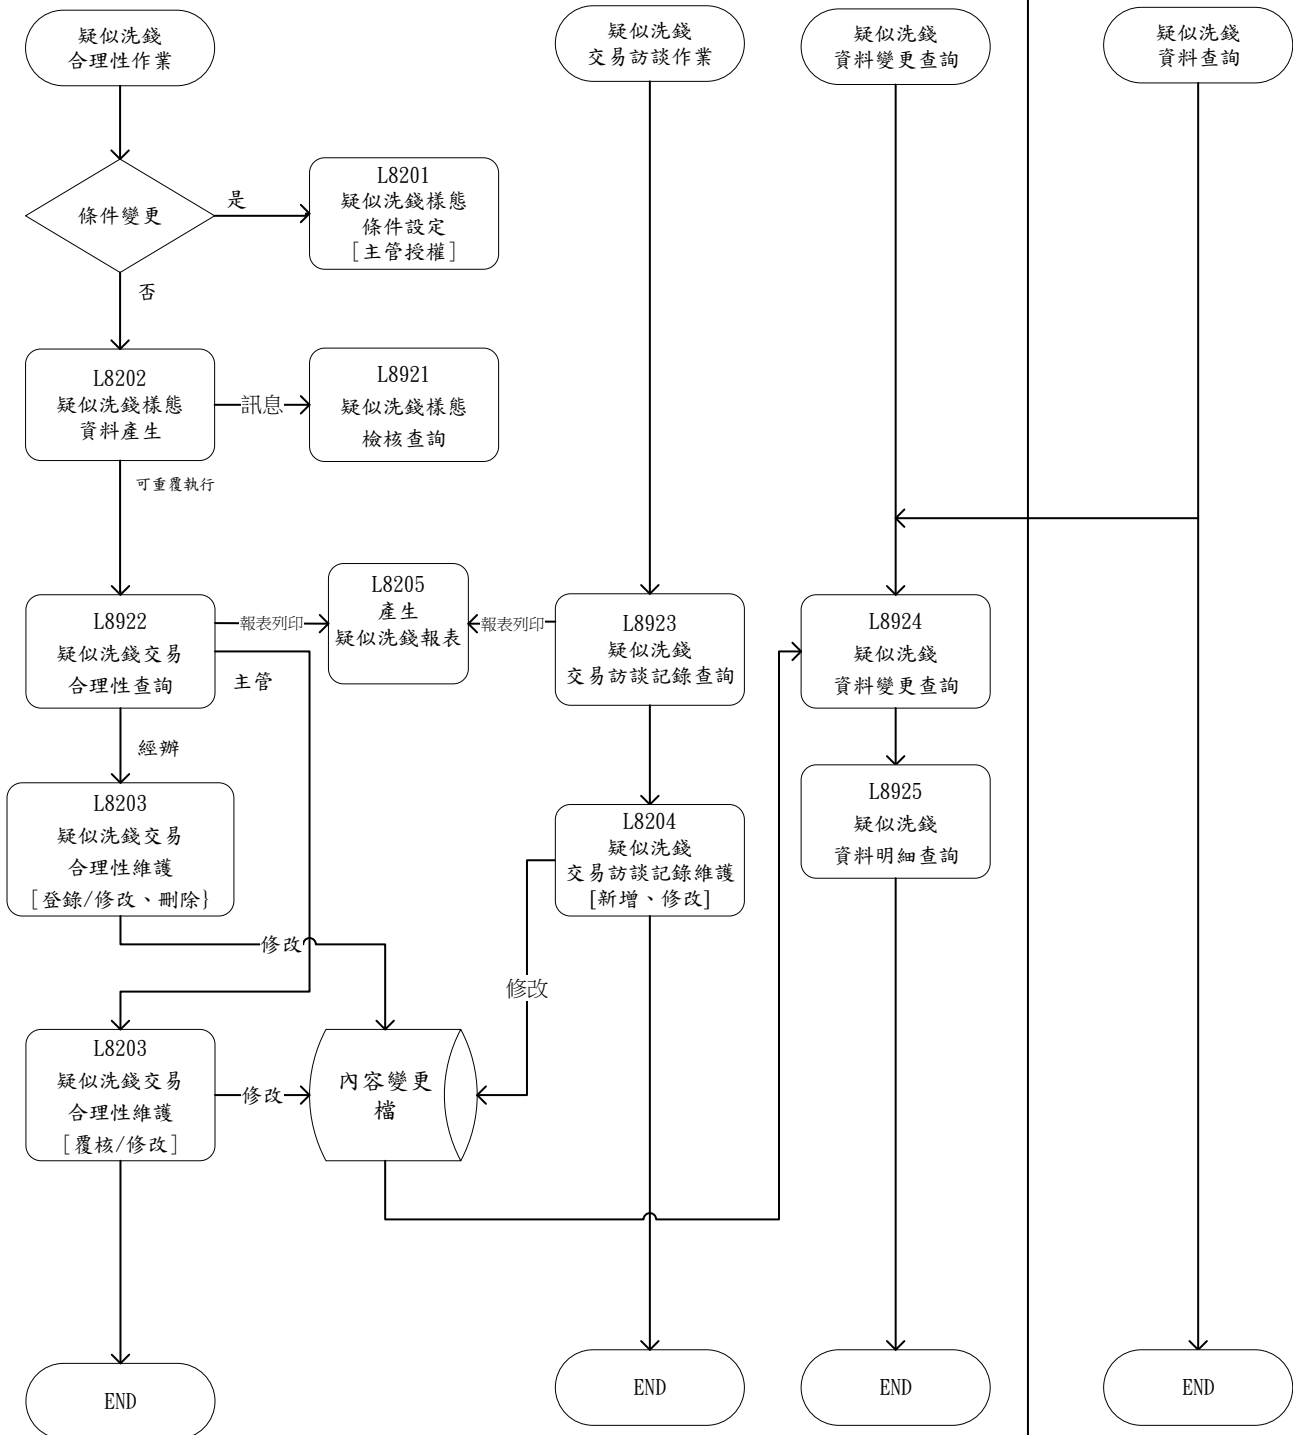 疑似洗錢
合理性作業
疑似洗錢
交易訪談作業
疑似洗錢
資料變更查詢
疑似洗錢
資料查詢
條件變更
是
L8201
疑似洗錢樣態
條件設定
[主管授權]
否
L8202
疑似洗錢樣態
資料產生
訊息
L8921
疑似洗錢樣態
檢核查詢
可重覆執行
L8922
疑似洗錢交易
合理性查詢
報表列印
L8205
產生
疑似洗錢報表
報表列印
L8923
疑似洗錢
交易訪談記錄查詢
L8924
疑似洗錢
資料變更查詢
主管
經辦
L8203
疑似洗錢交易
合理性維護
[登錄/修改、刪除}
L8204
疑似洗錢
交易訪談記錄維護
[新增、修改]
L8925
疑似洗錢
資料明細查詢
修改
修改
L8203
疑似洗錢交易
合理性維護
[覆核/修改]
修改
內容變更
檔
END
END
END
END